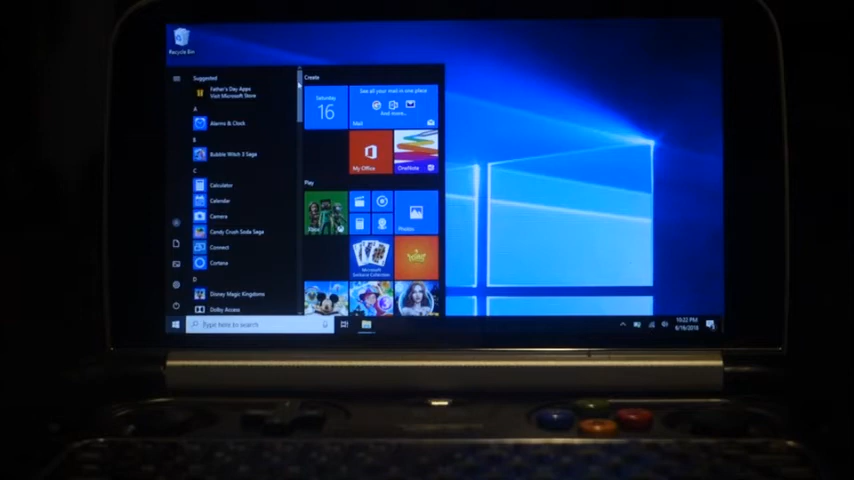 Recycle Bin
Suggested
Father's Day Apps
Visit Microsoft Store
A
Alarms & Clock
B
Bubble Witch 3 Saga
C
Calculator
Calendar
Camera
Candy Crush Soda Saga
Connect
Cortana
D
Disney Magic Kingdoms
Dolby Access
Create
Saturday
16
See all your mail in one place
And more...
Mail
My Office
OneNote
Play
Xbox
Photos
Microsoft
Solitaire Collection
Type here to search
10:22 PM
6/16/2018